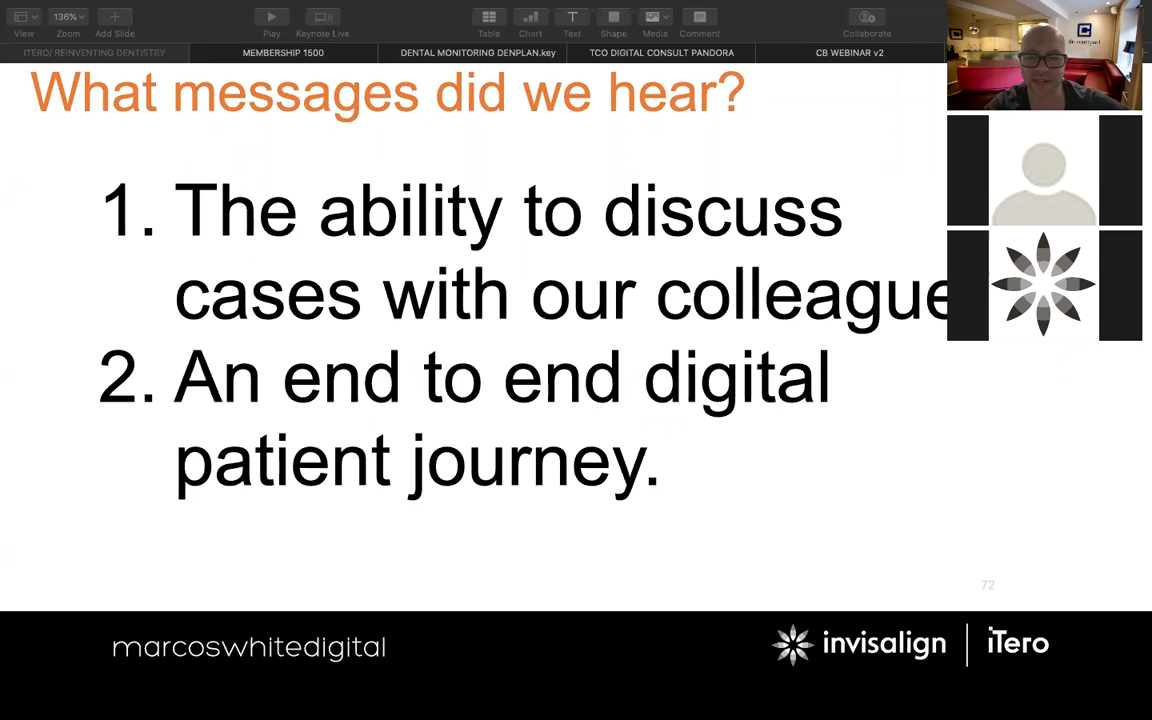 136%
View
Zoom
Add Slide
Play
Keynote Live
Table
Chart
Text
Shape
Media
Comment
Collaborate
ITERO/ REINVENTING DENTISTRY
MEMBERSHIP 1500
DENTAL MONITORING DENPLAN.key
TCO DIGITAL CONSULT PANDORA
CB WEBINAR v2
What messages did we hear?
1. The ability to discuss
cases with our colleague
2. An end to end digital
patient journey.
72
marcoswhitedigital
invisalign
iTero